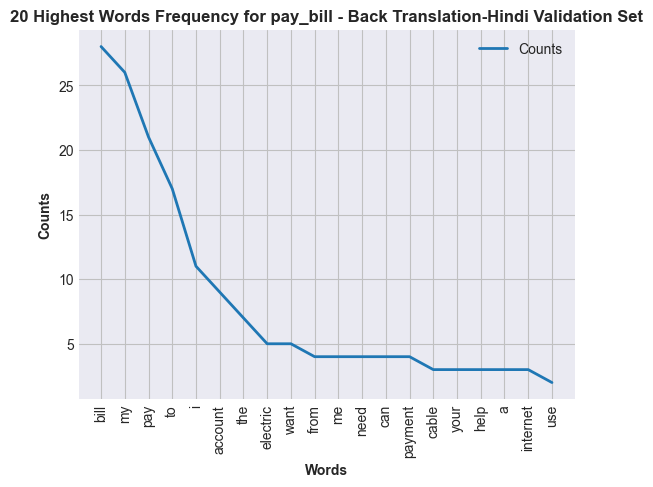 20 Highest Words Frequency for pay_bill - Back Translation-Hindi Validation Set
Counts
Counts
25
20
15
10
5
bill
my
pay
to
i
account
the
electric
want
from
me
need
can
payment
cable
your
help
a
internet
use
Words